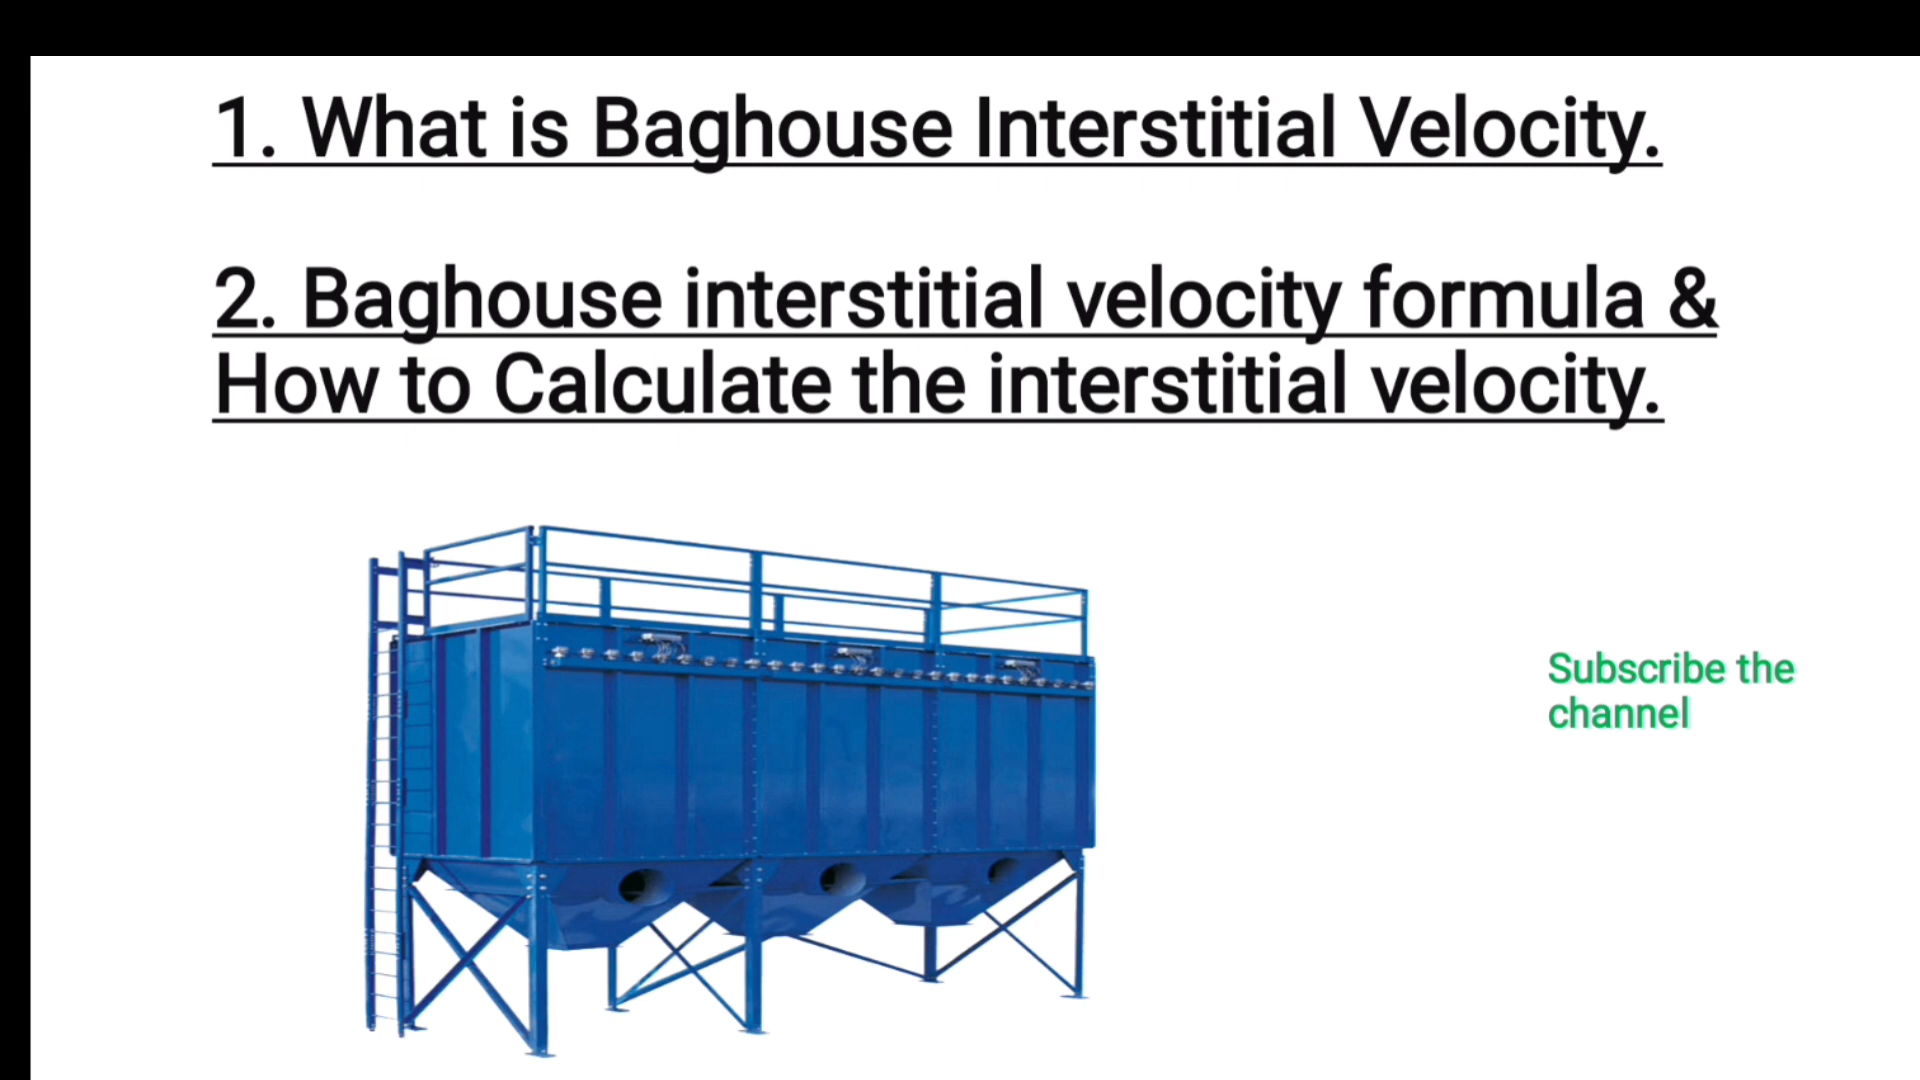 1. What is Baghouse Interstitial Velocity.
2. Baghouse interstitial velocity formula &
How to Calculate the interstitial velocity.
Subscribe the
channel